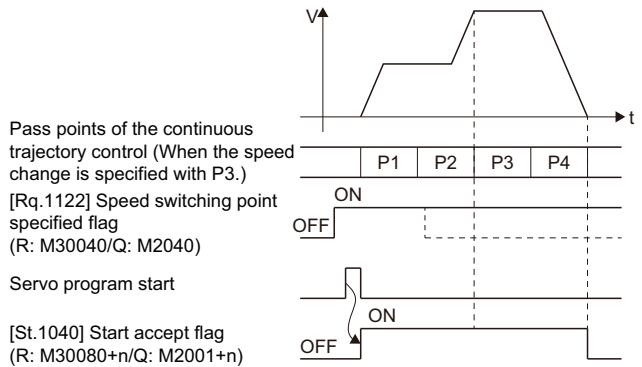 V
t
Pass points of the continuous
trajectory control (When the speed
change is specified with P3.)
P1 P2 P3 P4
[Rq.1122] Speed switching point
specified flag
(R: M30040/Q: M2040)
ON
OFF
Servo program start
[St.1040] Start accept flag
(R: M30080+n/Q: M2001+n)
ON
OFF